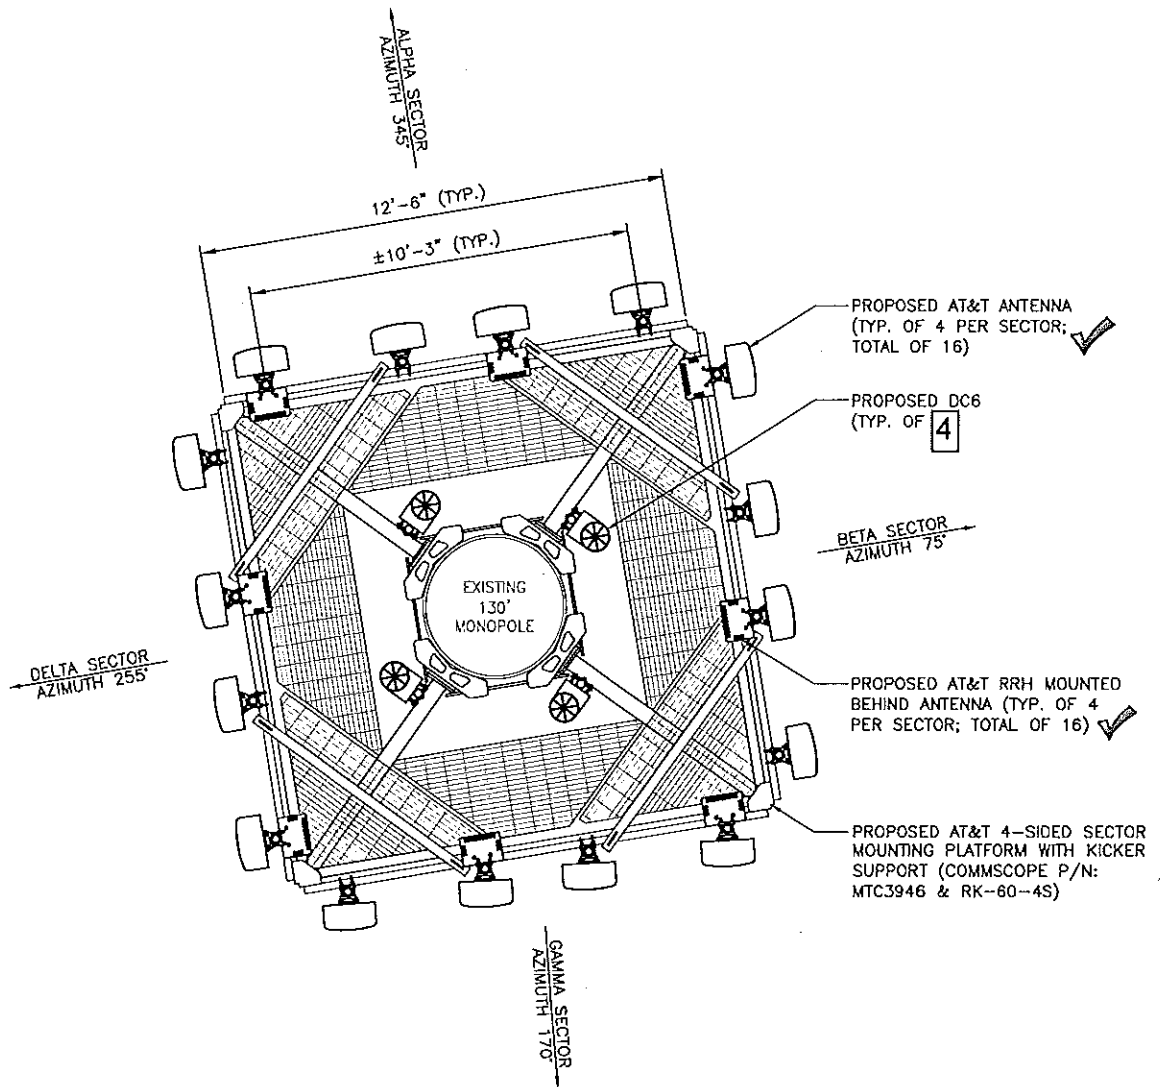 ALPHA SECTOR
AZIMUTH 345°
12'-6" (TYP.)
±10'-3" (TYP.)
PROPOSED AT&T ANTENNA
(TYP. OF 4 PER SECTOR;
TOTAL OF 16)
PROPOSED DC6
(TYP. OF 4
BETA SECTOR
AZIMUTH 75°
EXISTING
130'
MONOPOLE
DELTA SECTOR
AZIMUTH 255°
PROPOSED AT&T RRH MOUNTED
BEHIND ANTENNA (TYP. OF 4
PER SECTOR; TOTAL OF 16)
PROPOSED AT&T 4-SIDED SECTOR
MOUNTING PLATFORM WITH KICKER
SUPPORT (COMMSCOPE P/N:
MTC3946 & RK-60-4S)
GAMMA SECTOR
AZIMUTH 170°